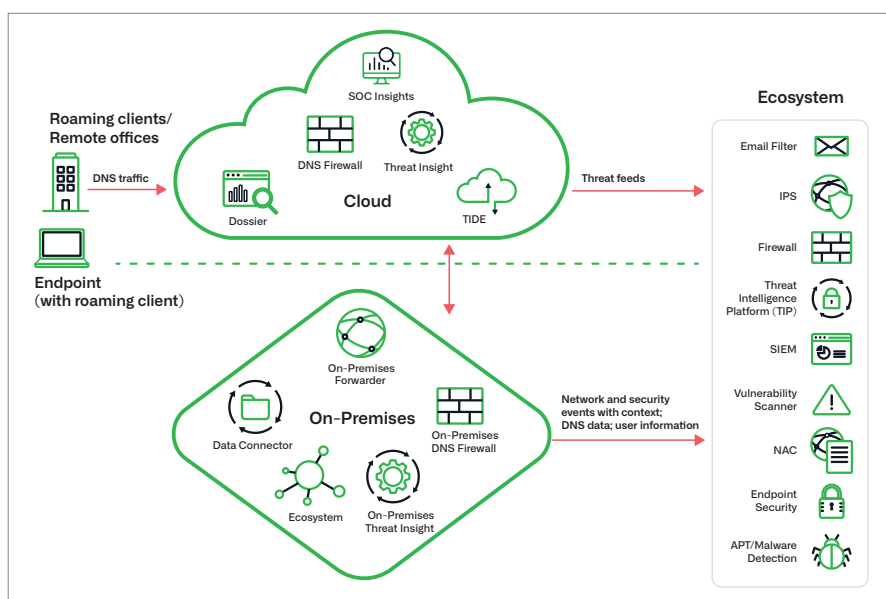 Roaming clients/
Remote offices
DNS traffic
Endpoint
(with roaming client)
SOC Insights
DNS Firewall
Threat Insight
Dossier
Cloud
TIDE
Threat feeds
On-Premises
Forwarder
Data Connector
On-Premises
On-Premises
DNS Firewall
Ecosystem
On-Premises
Threat Insight
Network and security
events with context;
DNS data; user information
Ecosystem
Email Filter
IPS
Firewall
Threat
Intelligence
Platform (TIP)
SIEM
Vulnerability
Scanner
NAC
Endpoint
Security
APT/Malware
Detection